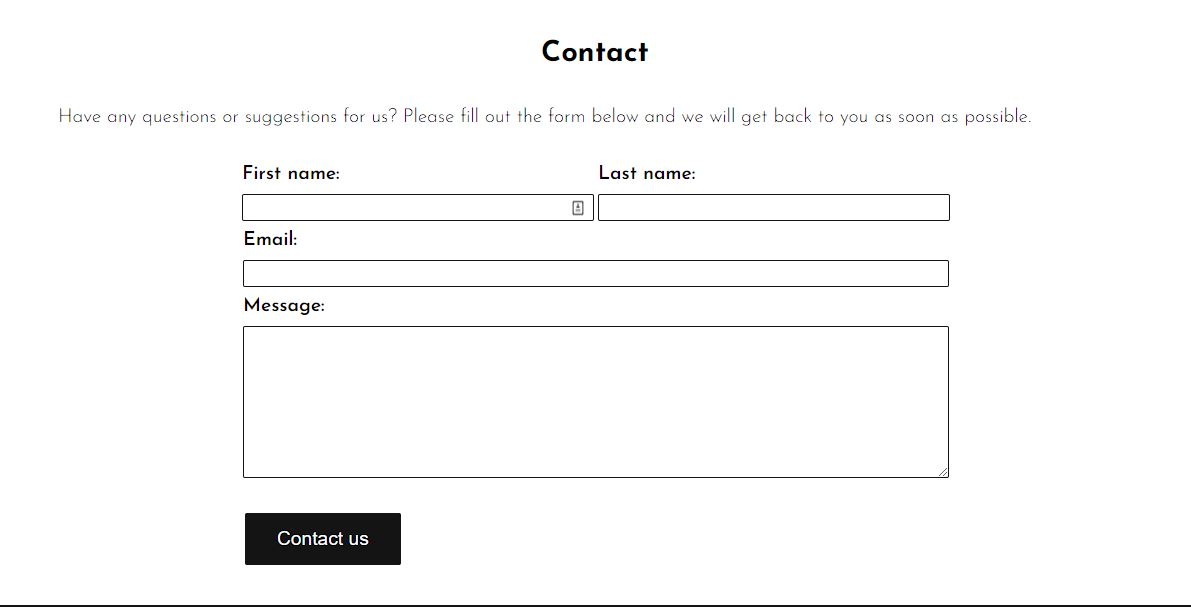 Contact
Have any questions or suggestions for us? Please fill out the form below and we will get back to you as soon as possible.
First name: Last name:
Email:
Message:
Contact us